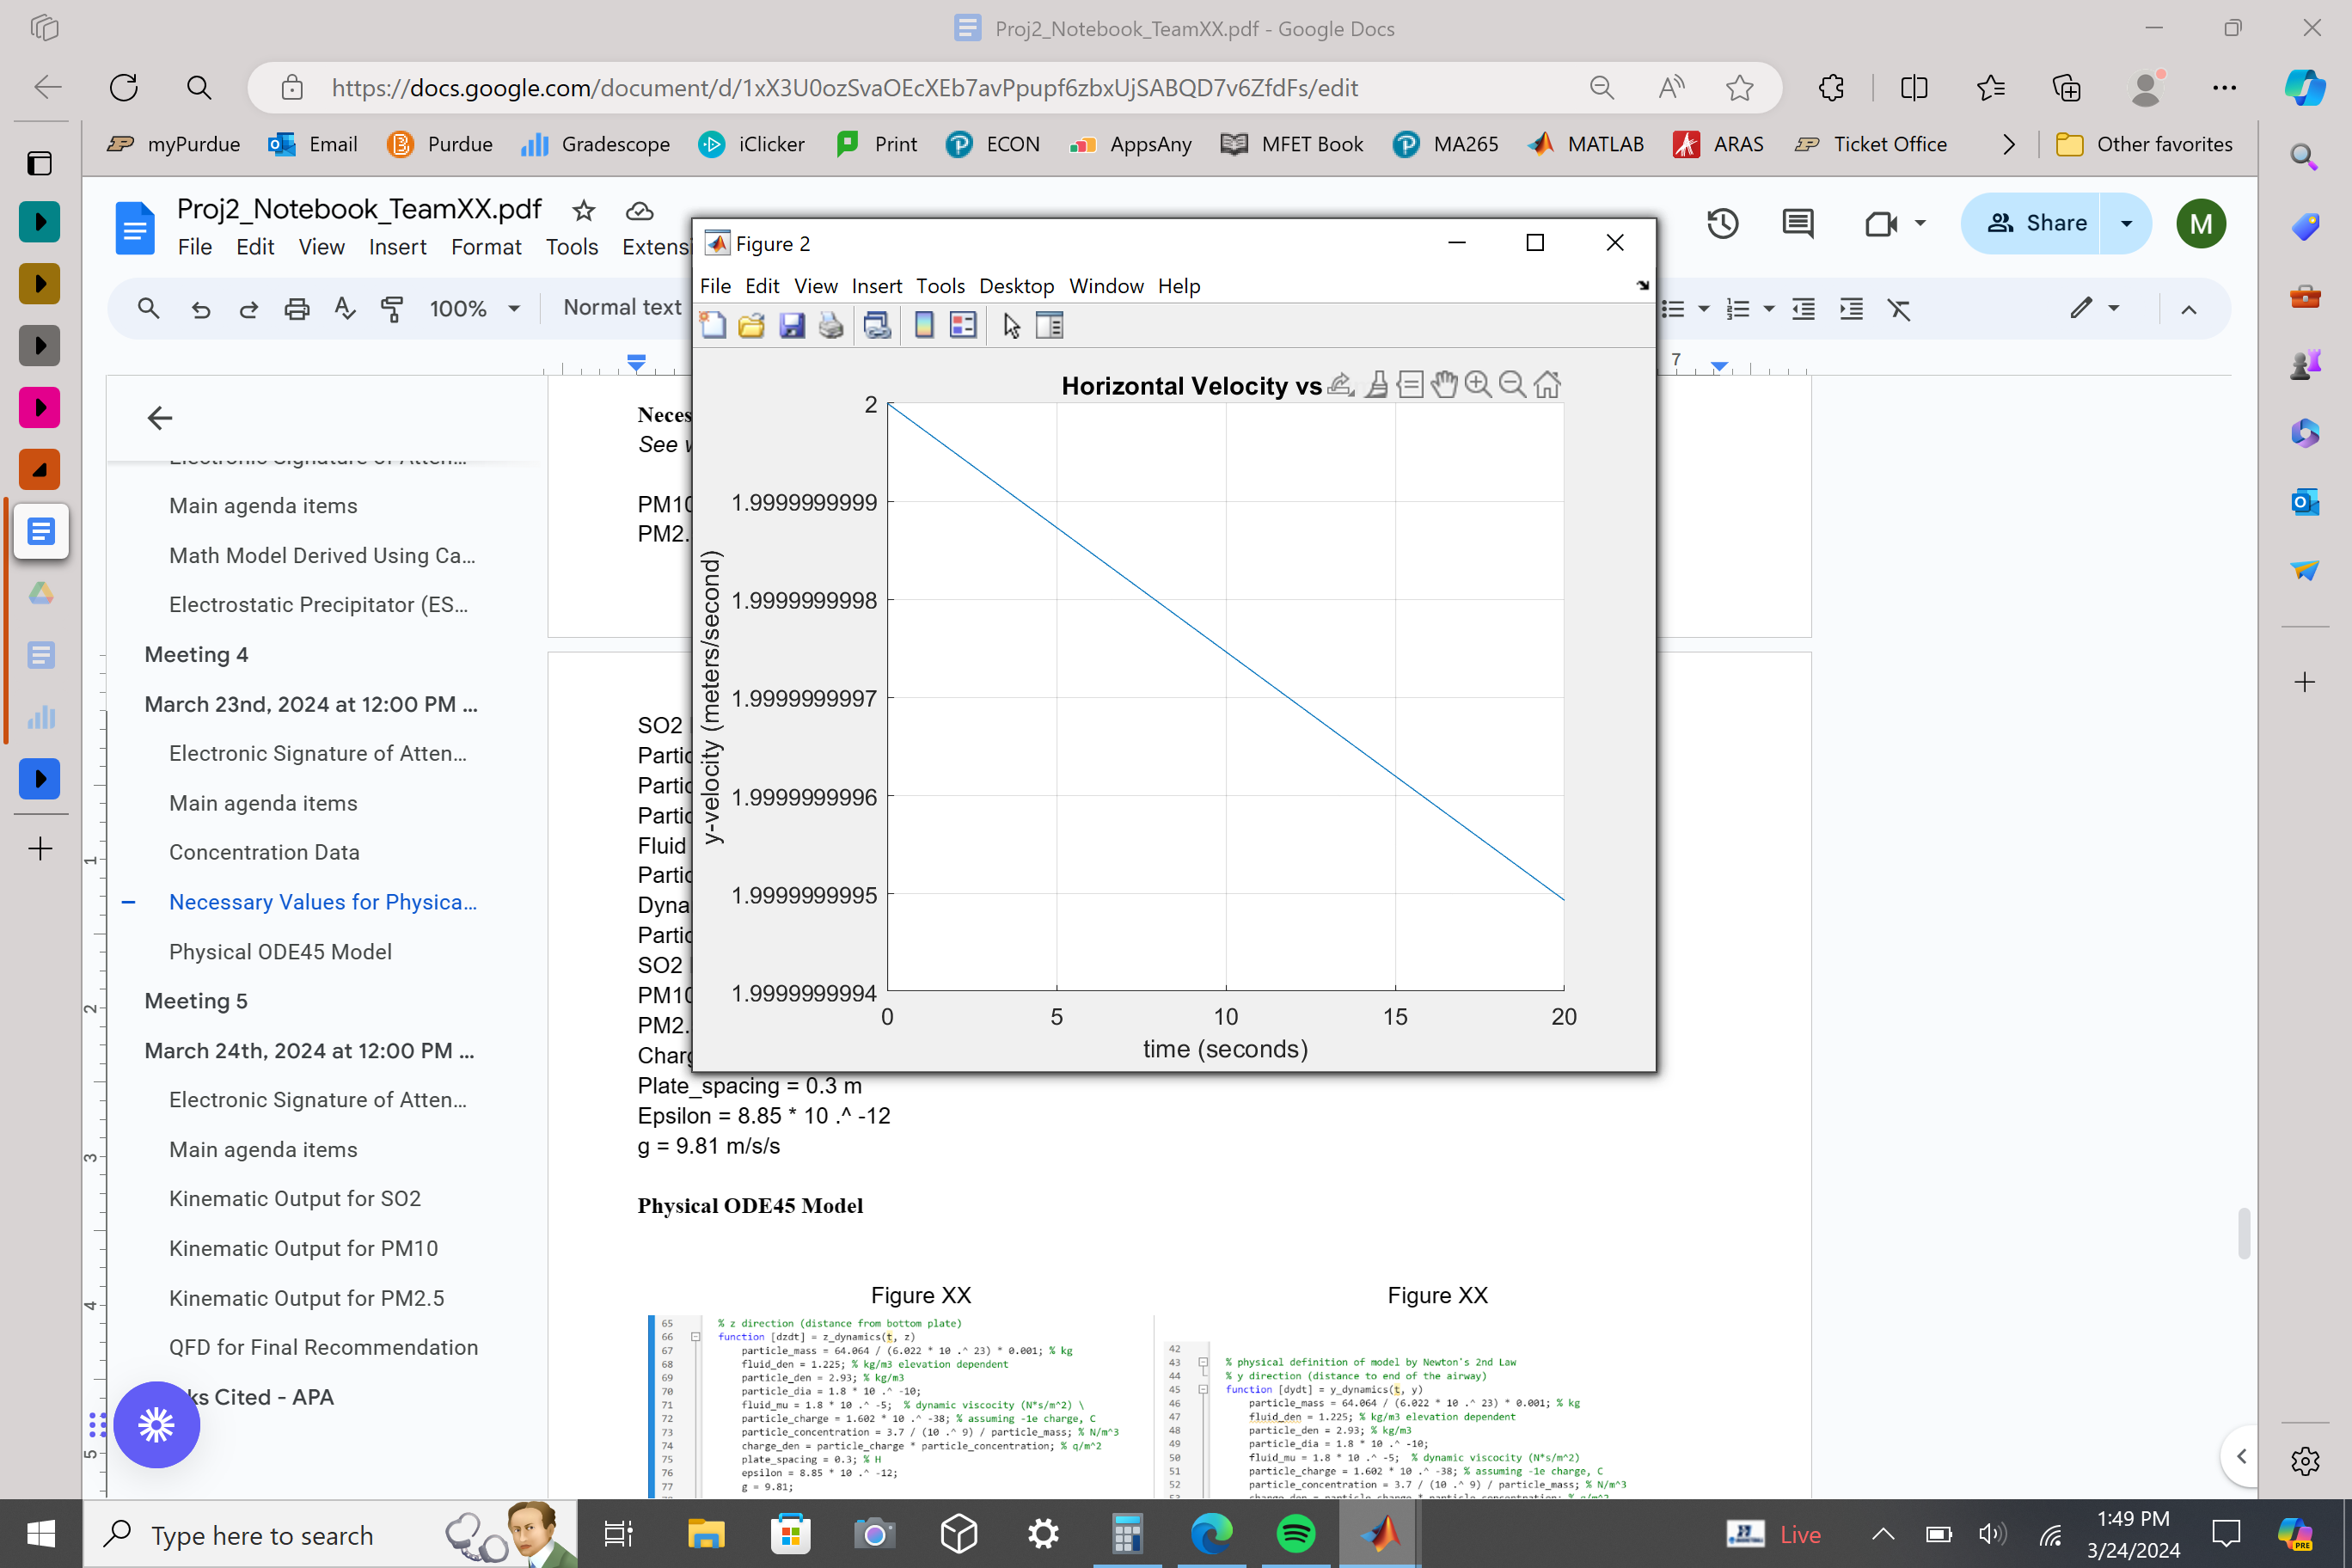 Proj2_Notebook_TeamXX.pdf - Google Docs
https://docs.google.com/document/d/1xX3U0ozSvaOEcXEb7avPpupf6zbxUjSABQD7v6ZfdFs/edit
myPurdue Email Purdue Gradescope iClicker Print ECON AppsAny MFET Book MA265 MATLAB ARAS Ticket Office Other favorites
Proj2_Notebook_TeamXX.pdf
File Edit View Insert Format Tools Extensi
Share
M
100% Normal text
7
Main agenda items
Math Model Derived Using Ca...
Electrostatic Precipitator (ES...
Meeting 4
March 23nd, 2024 at 12:00 PM ...
Electronic Signature of Atten...
Main agenda items
Concentration Data
Necessary Values for Physica...
Physical ODE45 Model
Meeting 5
March 24th, 2024 at 12:00 PM ...
Electronic Signature of Atten...
Main agenda items
Kinematic Output for SO2
Kinematic Output for PM10
Kinematic Output for PM2.5
QFD for Final Recommendation
ks Cited - APA
1
2
3
4
5
Neces
See
PM10
PM2.
SO2
Partic
Partic
Partic
Fluid
Partic
Dyna
Partic
SO2
PM10
PM2.
Charg
Plate_spacing = 0.3 m
Epsilon = 8.85 * 10 .^ -12
g = 9.81 m/s/s
Physical ODE45 Model
Figure 2
File Edit View Insert Tools Desktop Window Help
Horizontal Velocity vs
y-velocity (meters/second)
2
1.9999999999
1.9999999998
1.9999999997
1.9999999996
1.9999999995
1.9999999994
0 5 10 15 20
time (seconds)
Figure XX
65 % z direction (distance from bottom plate)
66 function [dzdt] = z_dynamics(t, z)
67 particle_mass = 64.064 / (6.022 * 10 .^ 23) * 0.001; % kg
68 fluid_den = 1.225; % kg/m3 elevation dependent
69 particle_den = 2.93; % kg/m3
70 particle_dia = 1.8 * 10 .^ -10;
71 fluid_mu = 1.8 * 10 .^ -5; % dynamic viscocity (N*s/m^2) \
72 particle_charge = 1.602 * 10 .^ -38; % assuming -1e charge, C
73 particle_concentration = 3.7 / (10 .^ 9) / particle_mass; % N/m^3
74 charge_den = particle_charge * particle_concentration; % q/m^2
75 plate_spacing = 0.3; % H
76 epsilon = 8.85 * 10 .^ -12;
77 g = 9.81;
Figure XX
42
43 % physical definition of model by Newton's 2nd Law
44 % y direction (distance to end of the airway)
45 function [dydt] = y_dynamics(t, y)
46 particle_mass = 64.064 / (6.022 * 10 .^ 23) * 0.001; % kg
47 fluid_den = 1.225; % kg/m3 elevation dependent
48 particle_den = 2.93; % kg/m3
49 particle_dia = 1.8 * 10 .^ -10;
50 fluid_mu = 1.8 * 10 .^ -5; % dynamic viscocity (N*s/m^2)
51 particle_charge = 1.602 * 10 .^ -38; % assuming -1e charge, C
52 particle_concentration = 3.7 / (10 .^ 9) / particle_mass; % N/m^3
Type here to search
Live
1:49 PM
3/24/2024
PRE